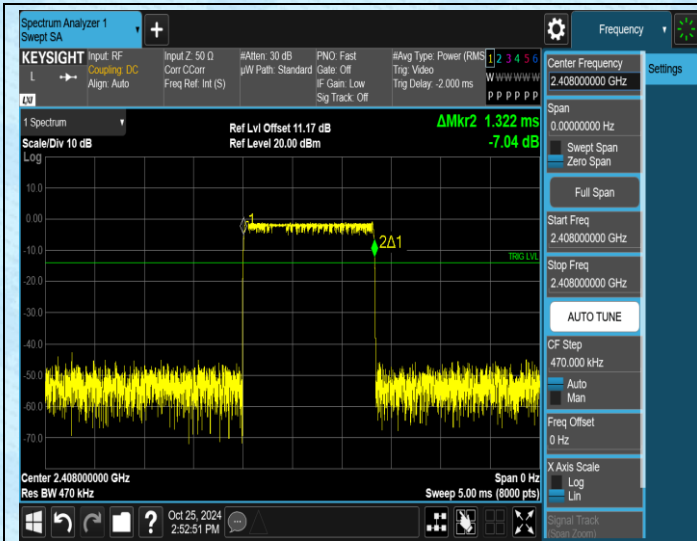 Spectrum Analyzer 1
Swept SA
+
Frequency
KEYSIGHT
L
LXI
Input: RF
Coupling: DC
Align: Auto
Input Z: 50 Ω
Corr CCorr
Freq Ref: Int (S)
#Atten: 30 dB
µW Path: Standard
PNO: Fast
Gate: Off
IF Gain: Low
Sig Track: Off
#Avg Type: Power (RMS
Trig: Video
Trig Delay: -2.000 ms
1 2 3 4 5 6
W W W W W W
P P P P P P
1 Spectrum
Scale/Div 10 dB
Log
Ref Lvl Offset 11.17 dB
Ref Level 20.00 dBm
ΔMkr2 1.322 ms
-7.04 dB
10.0
0.00
-10.0
-20.0
-30.0
-40.0
-50.0
-60.0
-70.0
1
2Δ1
TRIG LVL
Center 2.408000000 GHz
Res BW 470 kHz
Span 0 Hz
Sweep 5.00 ms (8000 pts)
?
Oct 25, 2024
2:52:51 PM
Center Frequency
2.408000000 GHz
Settings
Span
0.00000000 Hz
Swept Span
Zero Span
Full Span
Start Freq
2.408000000 GHz
Stop Freq
2.408000000 GHz
AUTO TUNE
CF Step
470.000 kHz
Auto
Man
Freq Offset
0 Hz
X Axis Scale
Log
Lin
Signal Track
(Span Zoom)